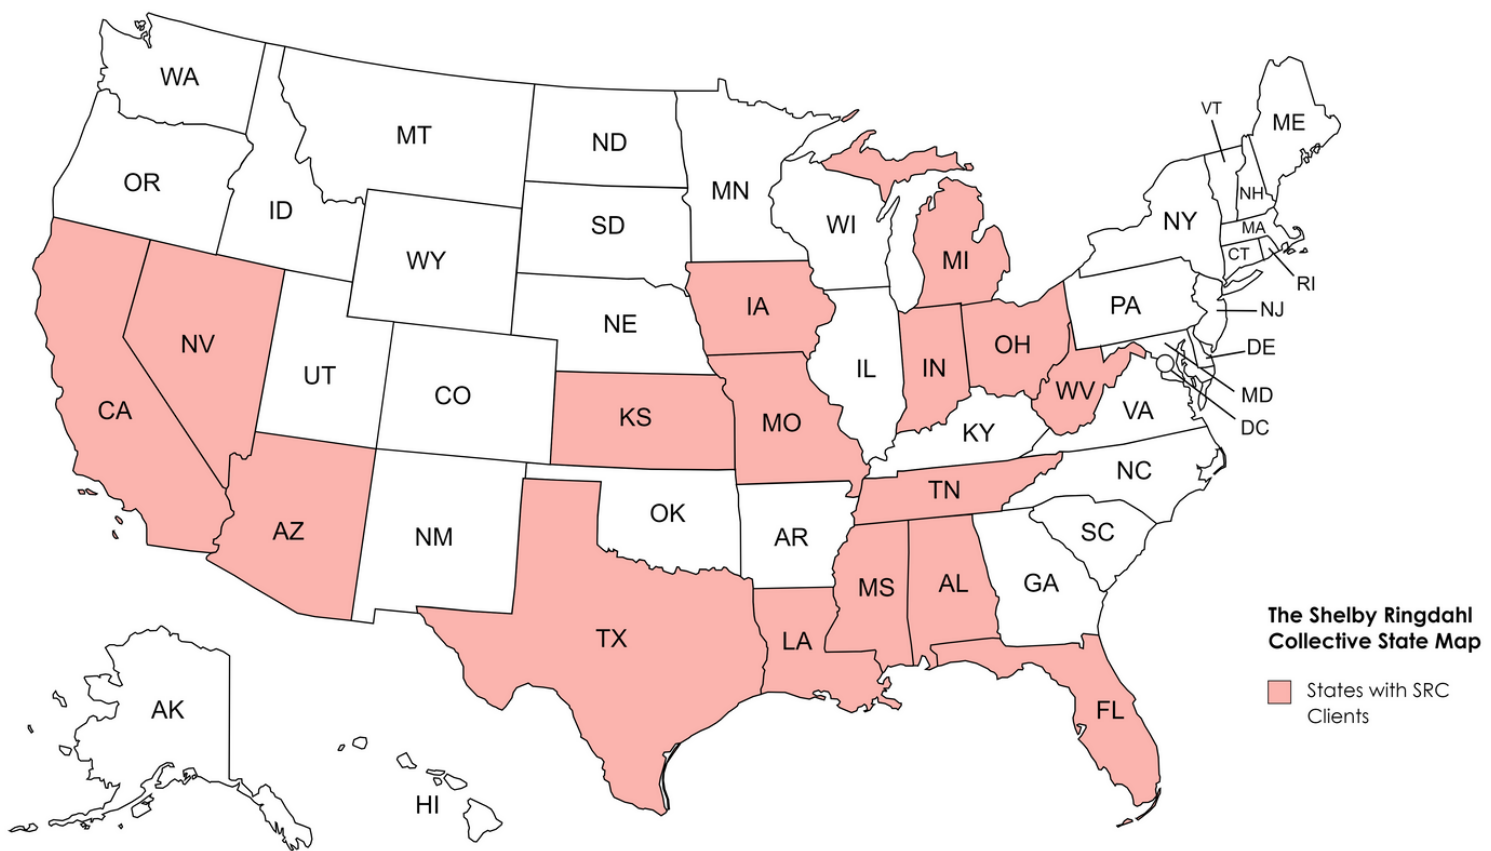 WA
MT
ND
MN
OR
ID
SD
WI
WY
MI
VT
ME
NH
NY
MA
CT
RI
NV
UT
CO
NE
IA
IL
IN
OH
PA
NJ
DE
MD
DC
CA
KS
MO
KY
WV
VA
AZ
NM
OK
AR
TN
NC
SC
TX
LA
MS
AL
GA
FL
AK
HI
The Shelby Ringdahl
Collective State Map
States with SRC
Clients